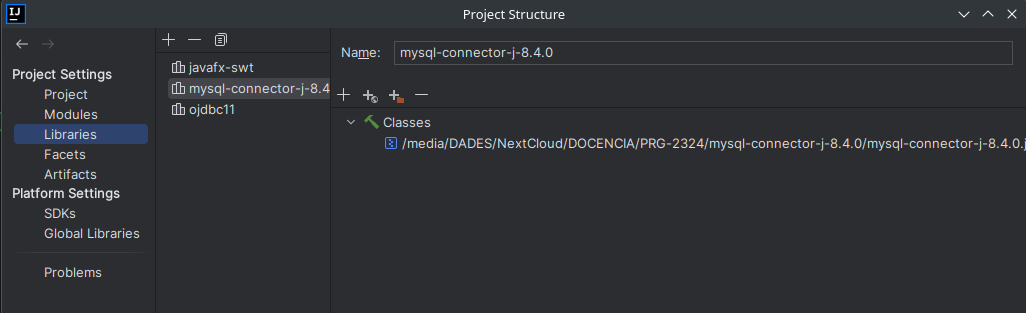 IJ
Project Structure
Project Settings
Project
Modules
Libraries
Facets
Artifacts
Platform Settings
SDKs
Global Libraries
Problems
javafx-swt
mysql-connector-j-8.4
ojdbc11
Name:
mysql-connector-j-8.4.0
Classes
/media/DADES/NextCloud/DOCENCIA/PRG-2324/mysql-connector-j-8.4.0/mysql-connector-j-8.4.0.j